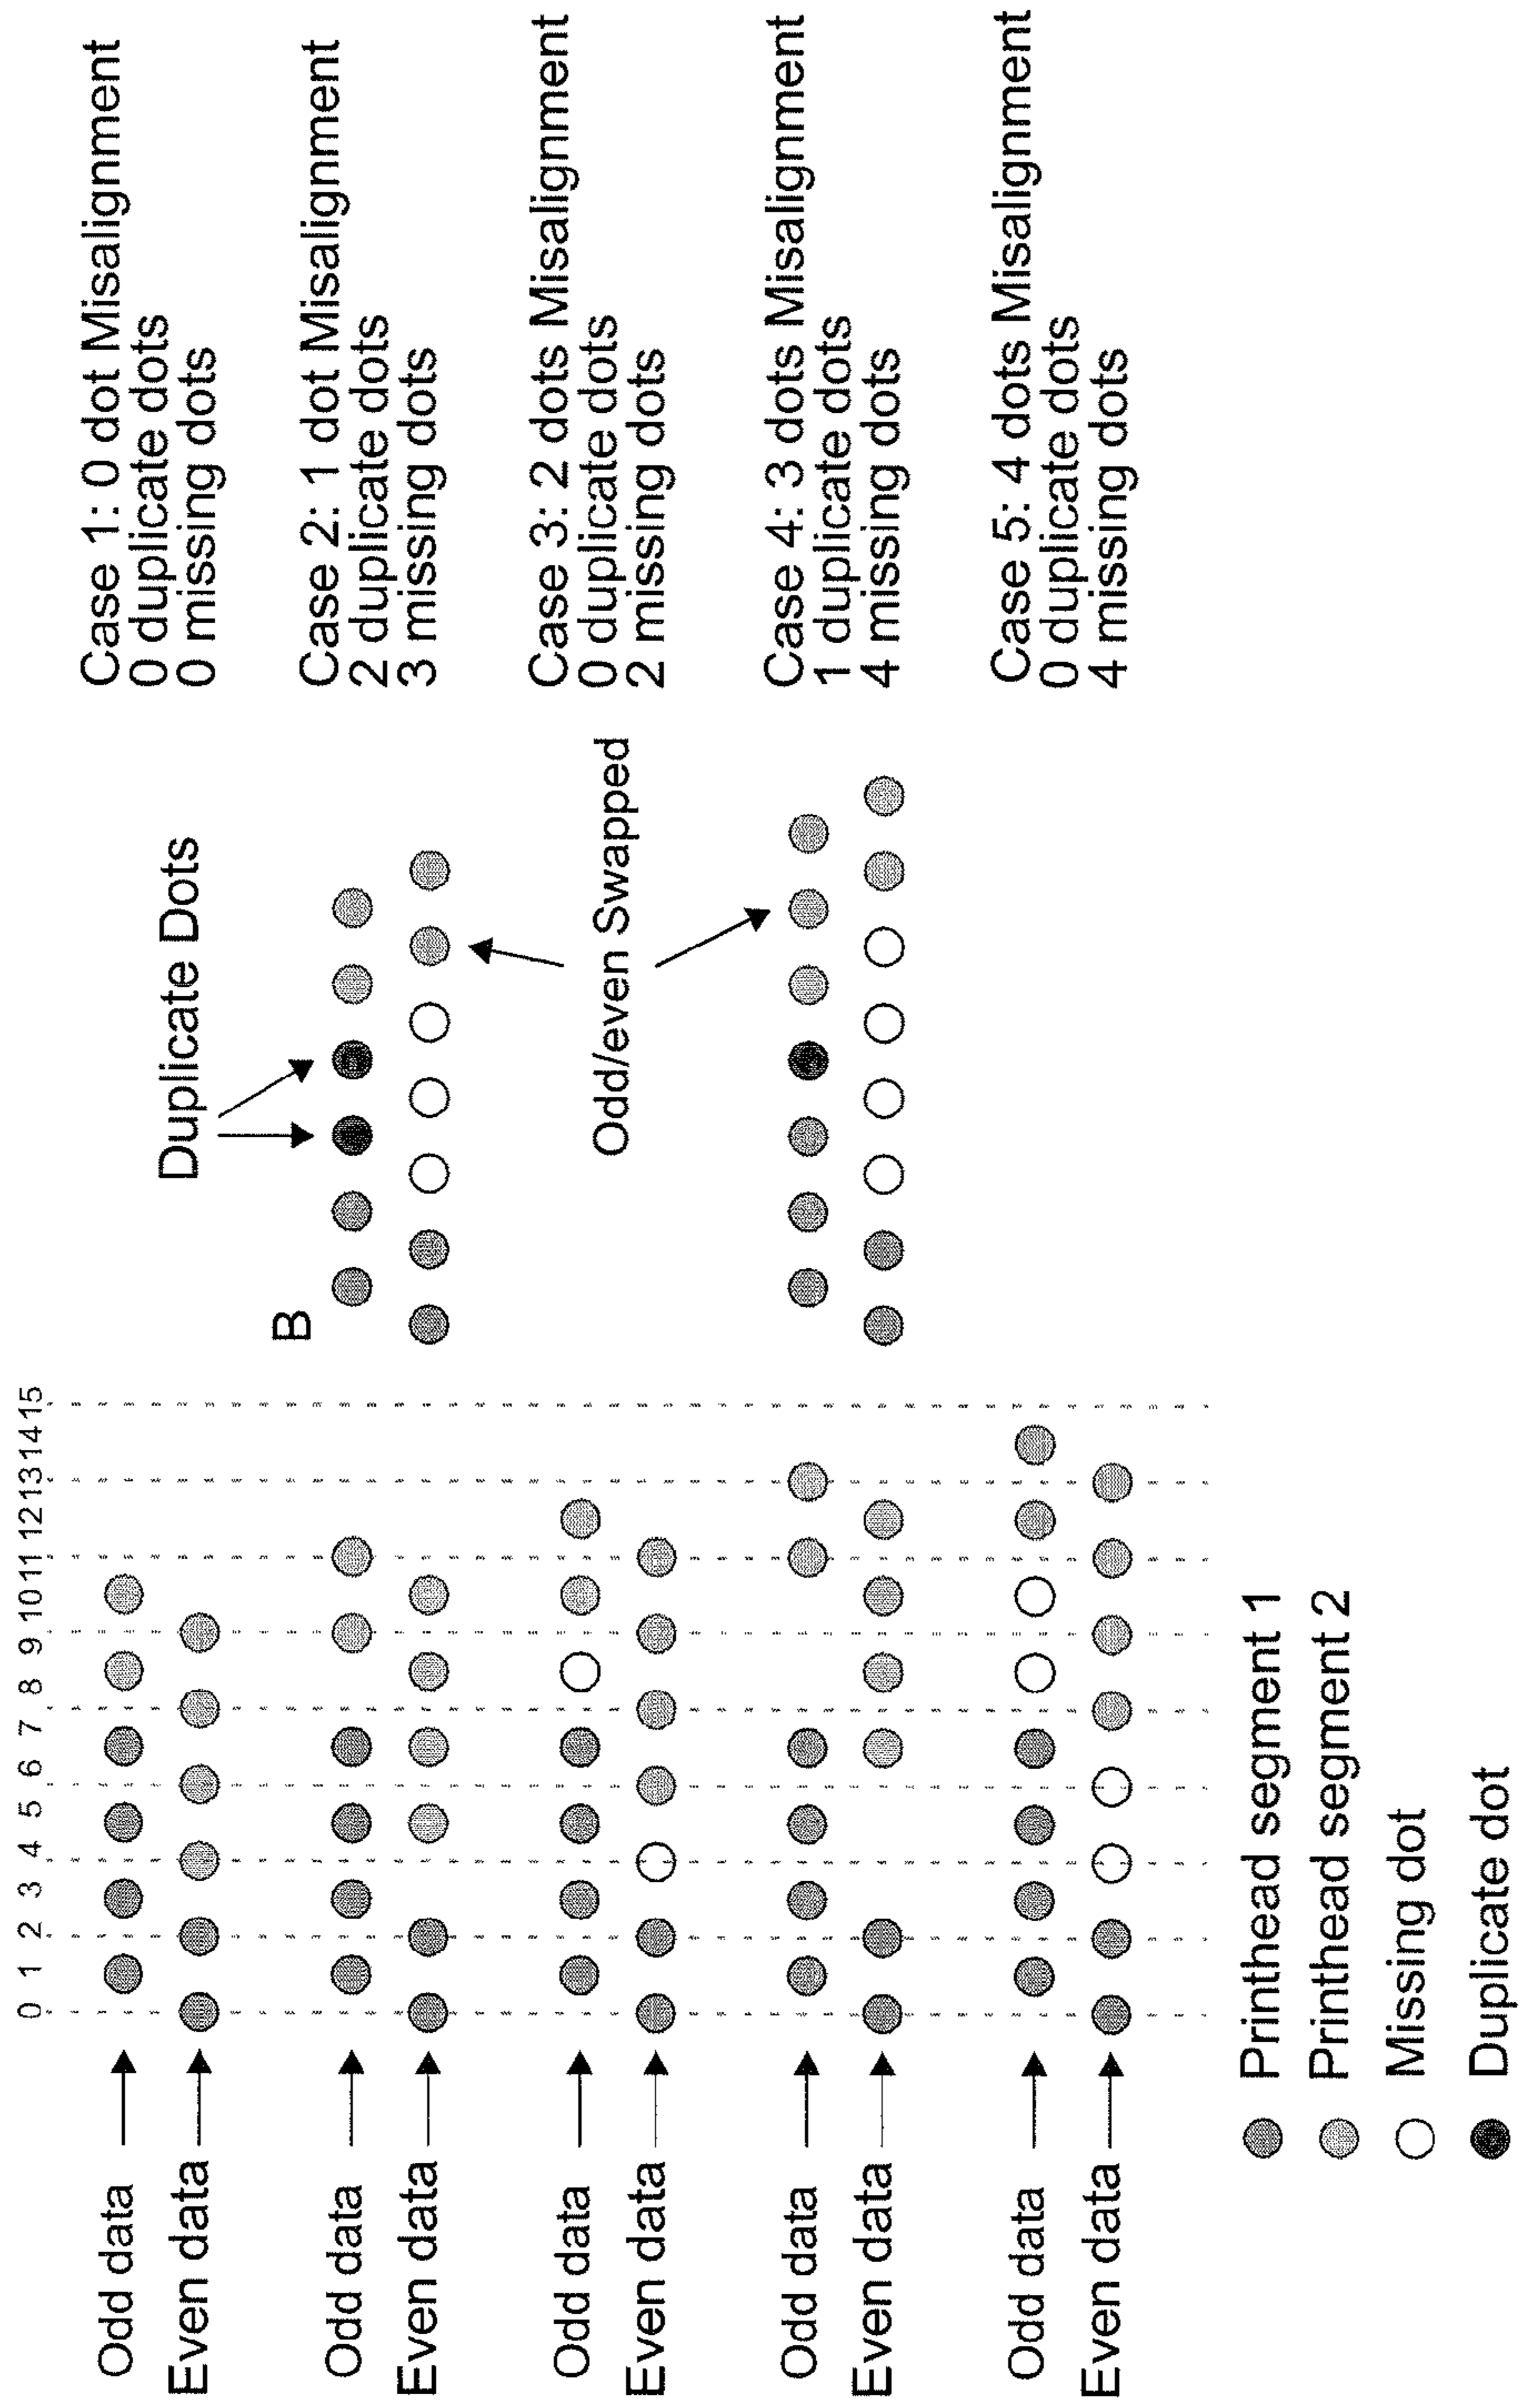 0 1 2 3 4 5 6 7 8 9 10 11 12 13 14 15
Odd data
Even data
Case 1: 0 dot Misalignment
0 duplicate dots
0 missing dots
Duplicate Dots
B
Odd data
Even data
Case 2: 1 dot Misalignment
2 duplicate dots
3 missing dots
Odd data
Even data
Case 3: 2 dots Misalignment
0 duplicate dots
2 missing dots
Odd/even Swapped
Odd data
Even data
Case 4: 3 dots Misalignment
1 duplicate dots
4 missing dots
Odd data
Even data
Case 5: 4 dots Misalignment
0 duplicate dots
4 missing dots
Printhead segment 1
Printhead segment 2
Missing dot
Duplicate dot